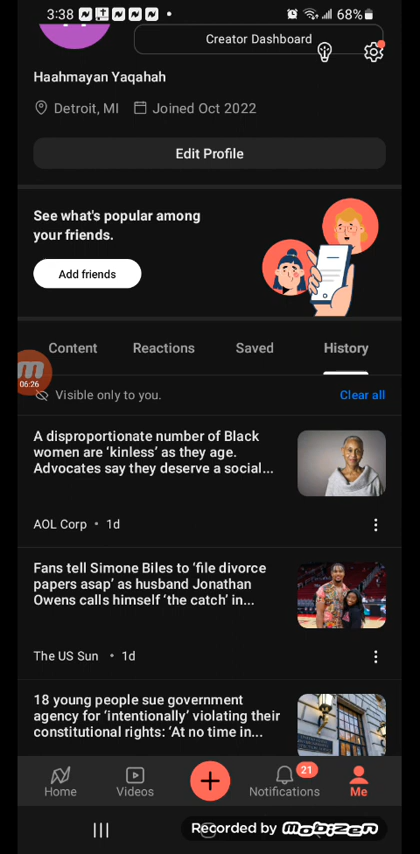 3:38 68%
Creator Dashboard
Haahmayan Yaqahah
Detroit, MI Joined Oct 2022
Edit Profile
See what's popular among
your friends.
Add friends
Content Reactions Saved History
06:26
Visible only to you. Clear all
A disproportionate number of Black
women are ‘kinless’ as they age.
Advocates say they deserve a social...
AOL Corp • 1d
Fans tell Simone Biles to ‘file divorce
papers asap’ as husband Jonathan
Owens calls himself ‘the catch’ in...
The US Sun • 1d
18 young people sue government
agency for ‘intentionally’ violating their
constitutional rights: ‘At no time in...
21
Home Videos Notifications Me
Recorded by mobizen